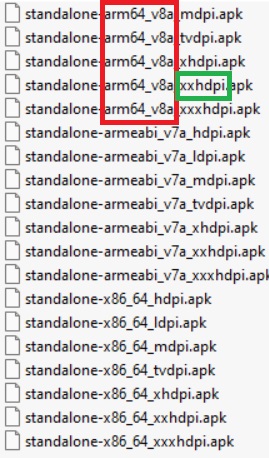 standalone-arm64_v8a_mdpi.apk
standalone-arm64_v8a_tvdpi.apk
standalone-arm64_v8a_xhdpi.apk
standalone-arm64_v8a_xxhdpi.apk
standalone-arm64_v8a_xxxhdpi.apk
standalone-armeabi_v7a_hdpi.apk
standalone-armeabi_v7a_ldpi.apk
standalone-armeabi_v7a_mdpi.apk
standalone-armeabi_v7a_tvdpi.apk
standalone-armeabi_v7a_xhdpi.apk
standalone-armeabi_v7a_xxhdpi.apk
standalone-armeabi_v7a_xxxhdpi.apk
standalone-x86_64_hdpi.apk
standalone-x86_64_ldpi.apk
standalone-x86_64_mdpi.apk
standalone-x86_64_tvdpi.apk
standalone-x86_64_xhdpi.apk
standalone-x86_64_xxhdpi.apk
standalone-x86_64_xxxhdpi.apk